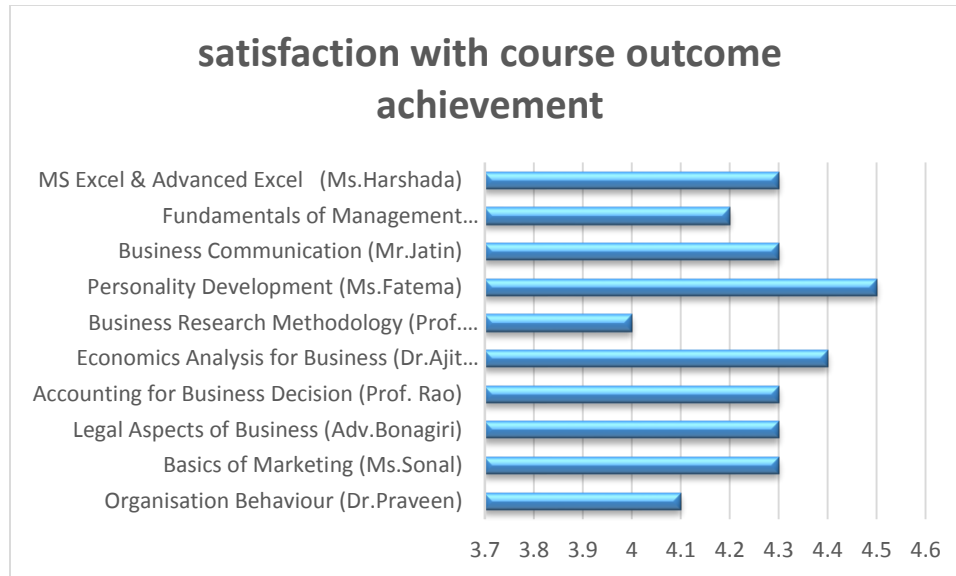 satisfaction with course outcome
achievement
MS Excel & Advanced Excel (Ms.Harshada)
Fundamentals of Management...
Business Communication (Mr.Jatin)
Personality Development (Ms.Fatema)
Business Research Methodology (Prof....
Economics Analysis for Business (Dr.Ajit...
Accounting for Business Decision (Prof. Rao)
Legal Aspects of Business (Adv.Bonagiri)
Basics of Marketing (Ms.Sonal)
Organisation Behaviour (Dr.Praveen)
3.7 3.8 3.9 4 4.1 4.2 4.3 4.4 4.5 4.6